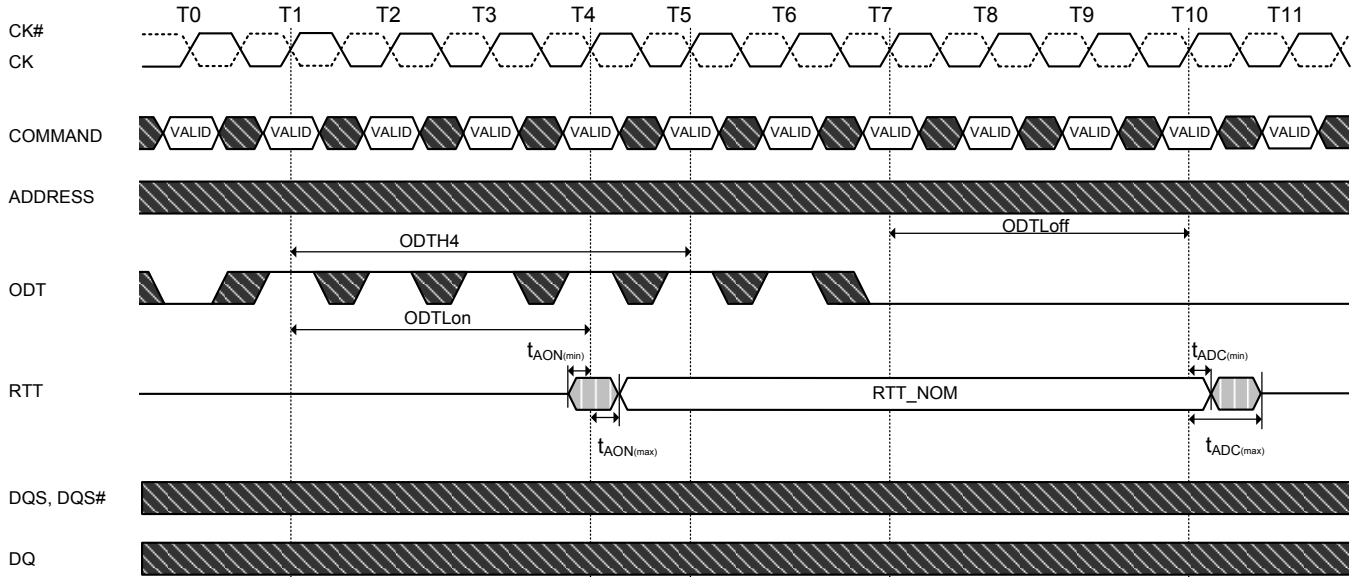 T0 T1 T2 T3 T4 T5 T6 T7 T8 T9 T10 T11
CK#
CK
COMMAND VALID VALID VALID VALID VALID VALID VALID VALID VALID VALID VALID VALID
ADDRESS
ODTH4 ODTLoff
ODT
ODTLon
tAON(min) tADC(min)
RTT RTT_NOM
tAON(max) tADC(max)
DQS, DQS#
DQ